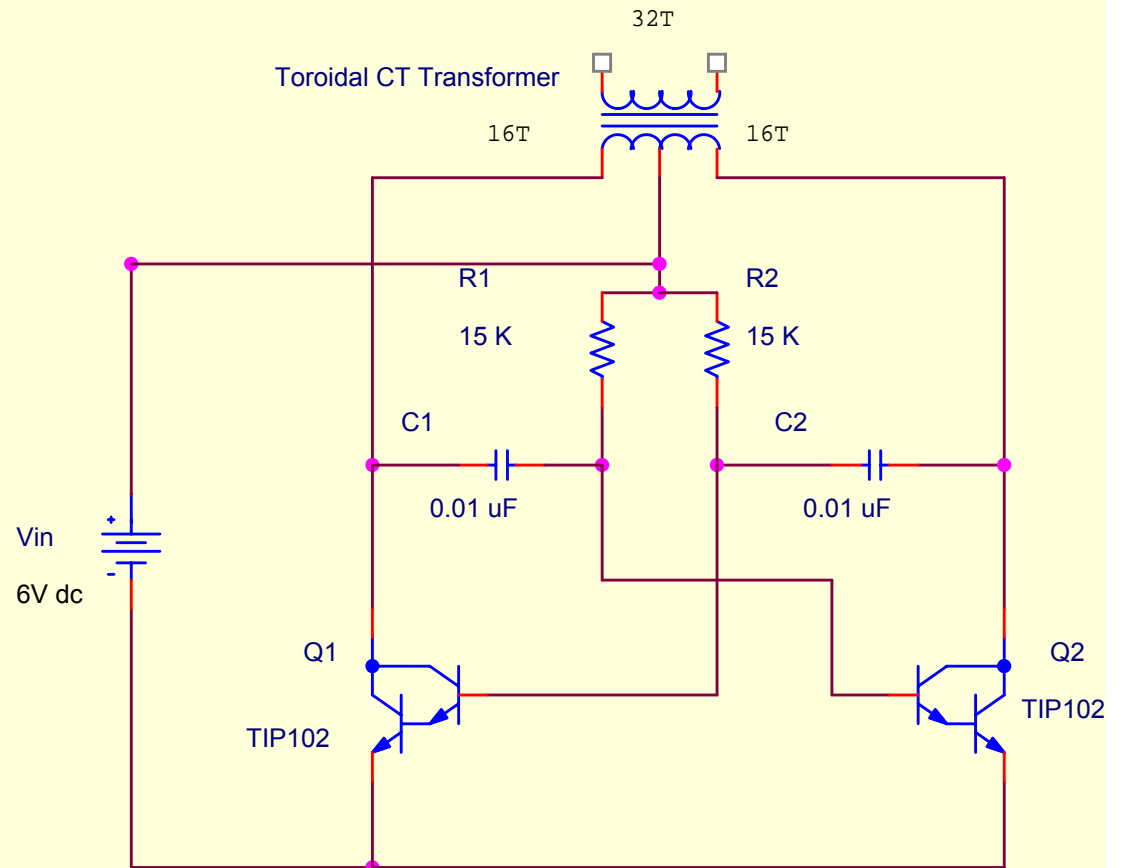 32T
Toroidal CT Transformer
16T
16T
R1
R2
15 K
15 K
C1
C2
0.01 uF
0.01 uF
+
Vin
-
6V dc
Q1
Q2
TIP102
TIP102